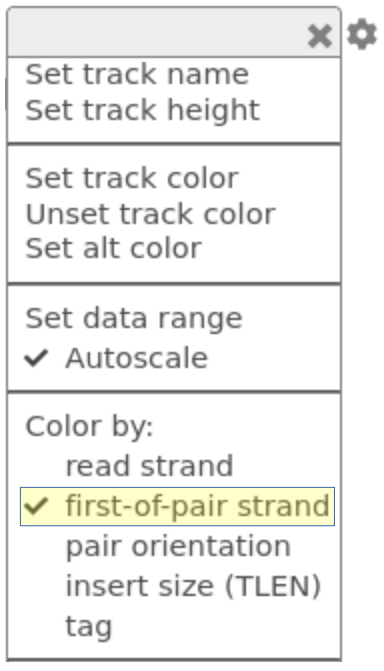 Set track name
Set track height
Set track color
Unset track color
Set alt color
Set data range
Autoscale
Color by:
read strand
first-of-pair strand
pair orientation
insert size (TLEN)
tag